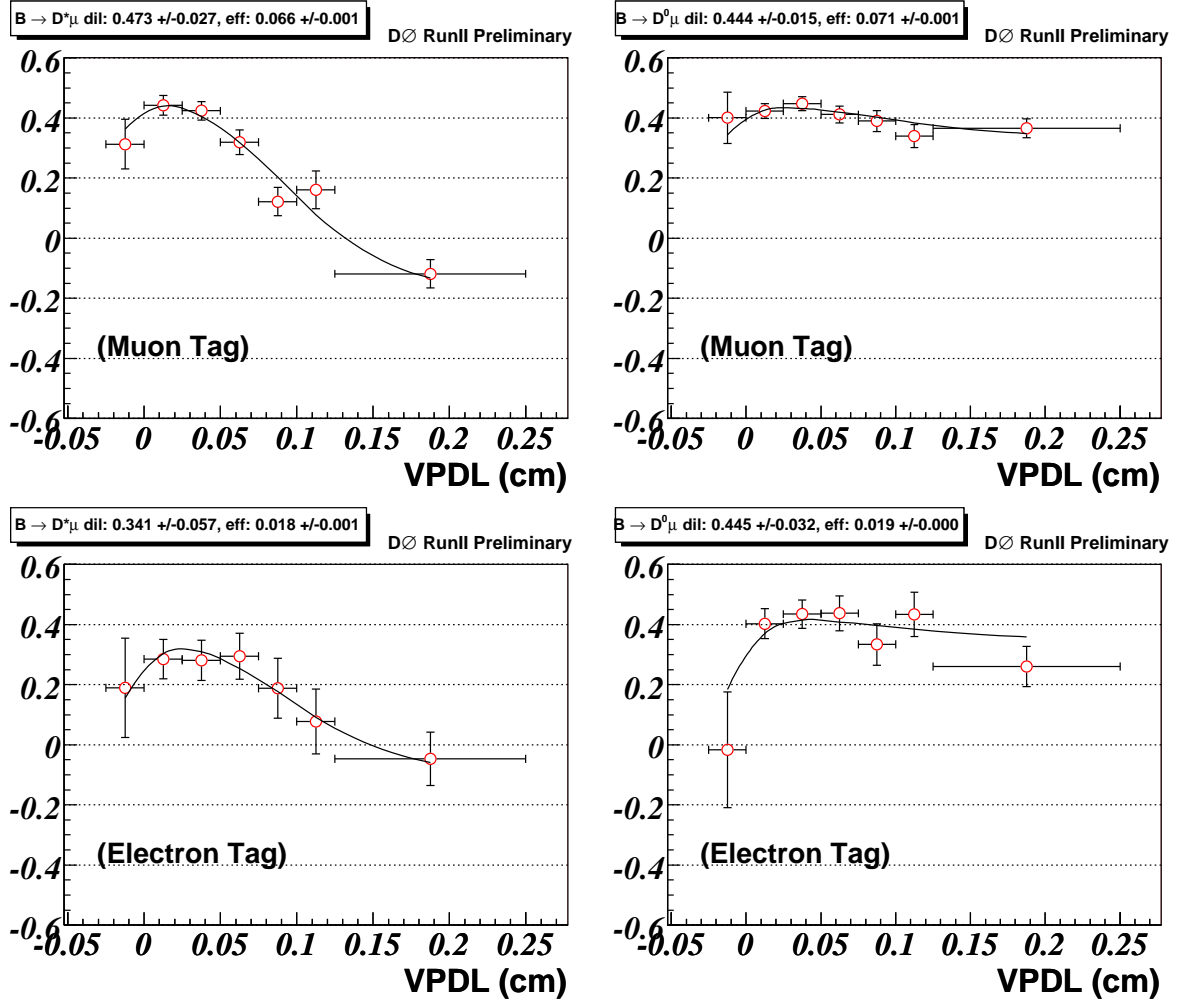 B → D*μ dil: 0.473 +/-0.027, eff: 0.066 +/-0.001
DØ RunII Preliminary
0.6
0.4
0.2
0
-0.2
-0.4
-0.6
(Muon Tag)
-0.05 0 0.05 0.1 0.15 0.2 0.25
VPDL (cm)
B → D⁰μ dil: 0.444 +/-0.015, eff: 0.071 +/-0.001
DØ RunII Preliminary
0.6
0.4
0.2
0
-0.2
-0.4
-0.6
(Muon Tag)
-0.05 0 0.05 0.1 0.15 0.2 0.25
VPDL (cm)
B → D*μ dil: 0.341 +/-0.057, eff: 0.018 +/-0.001
DØ RunII Preliminary
0.6
0.4
0.2
0
-0.2
-0.4
-0.6
(Electron Tag)
-0.05 0 0.05 0.1 0.15 0.2 0.25
VPDL (cm)
B → D⁰μ dil: 0.445 +/-0.032, eff: 0.019 +/-0.000
DØ RunII Preliminary
0.6
0.4
0.2
0
-0.2
-0.4
-0.6
(Electron Tag)
-0.05 0 0.05 0.1 0.15 0.2 0.25
VPDL (cm)